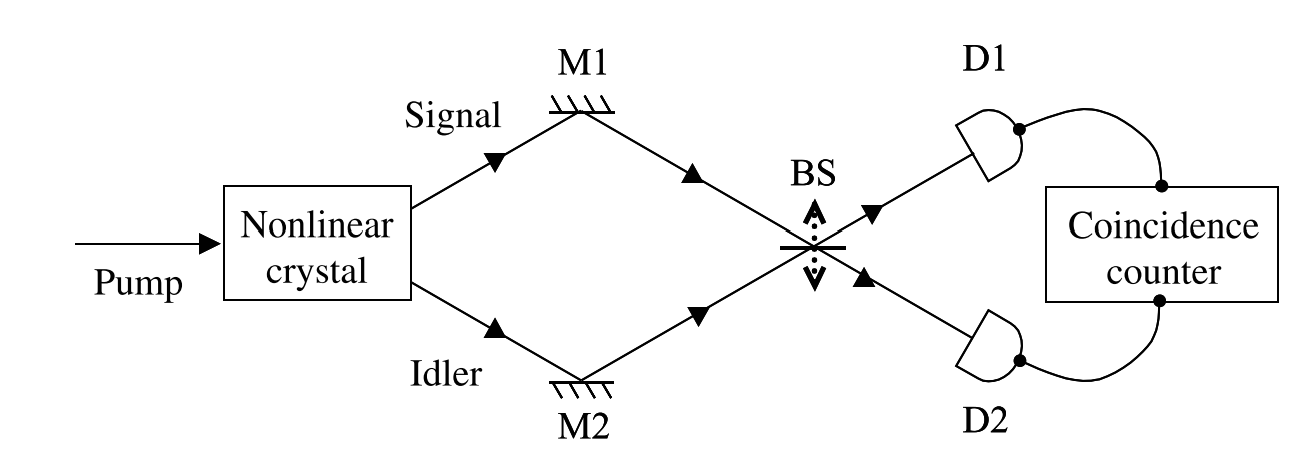 M1
D1
Signal
BS
Nonlinear
crystal
Coincidence
counter
Pump
Idler
M2
D2